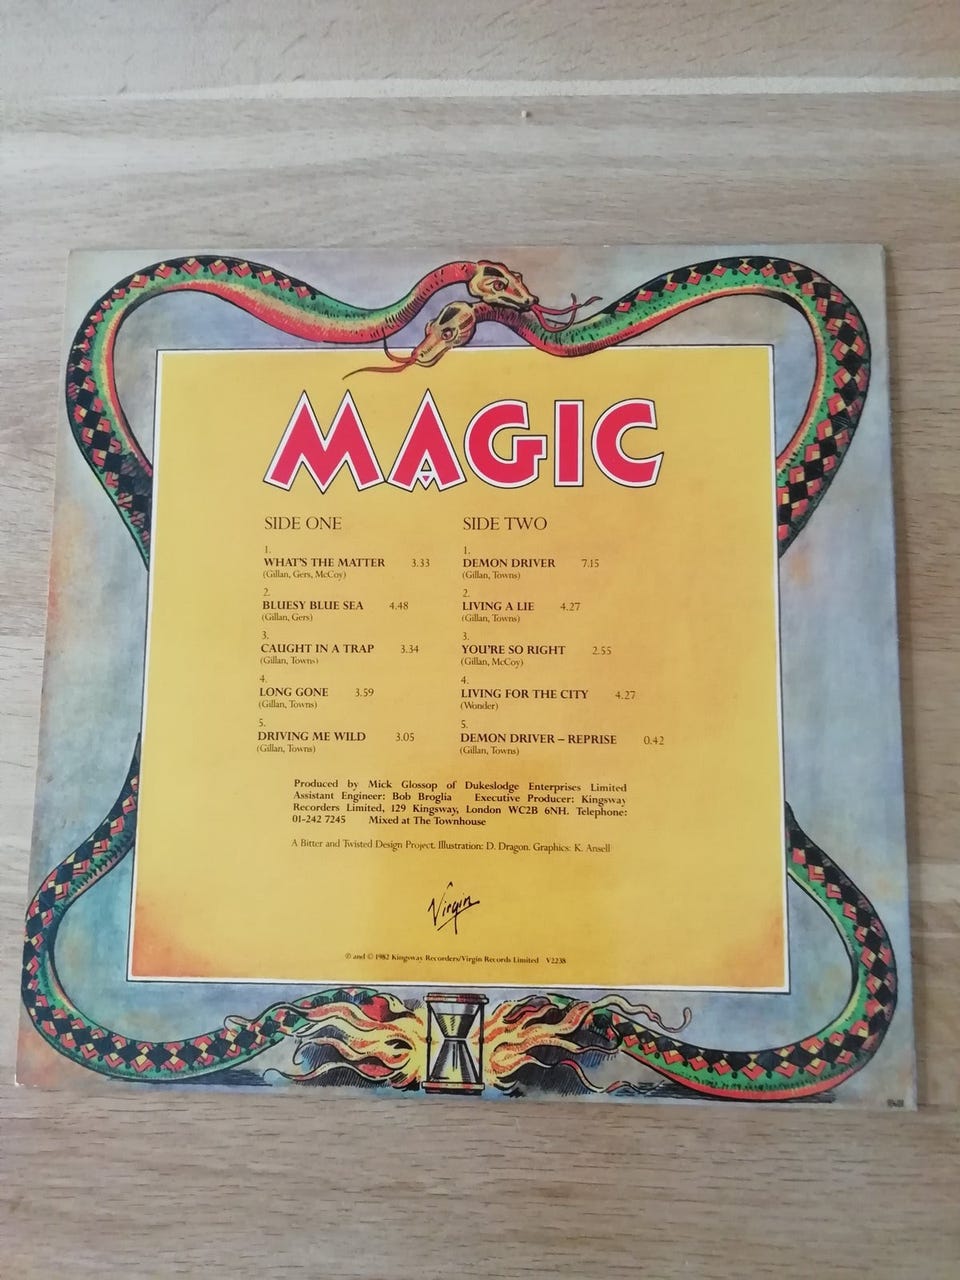 MAGIC
SIDE ONE
1.
WHAT'S THE MATTER 3.33
(Gillan, Gers, McCoy)
2.
BLUESY BLUE SEA 4.48
(Gillan, Gers)
3.
CAUGHT IN A TRAP 3.34
(Gillan, Towns)
4.
LONG GONE 3.59
(Gillan, Towns)
5.
DRIVING ME WILD 3.05
(Gillan, Towns)
SIDE TWO
1.
DEMON DRIVER 7.15
(Gillan, Towns)
2.
LIVING A LIE 4.27
(Gillan, Towns)
3.
YOU'RE SO RIGHT 2.55
(Gillan, McCoy)
4.
LIVING FOR THE CITY 4.27
(Wonder)
5.
DEMON DRIVER – REPRISE 0.42
(Gillan, Towns)
Produced by Mick Glossop of Dukeslodge Enterprises Limited
Assistant Engineer: Bob Broglia Executive Producer: Kingsway
Recorders Limited, 129 Kingsway, London WC2B 6NH. Telephone:
01-242 7245 Mixed at The Townhouse
A Bitter and Twisted Design Project. Illustration: D. Dragon. Graphics: K. Ansell
Virgin
℗ and © 1982 Kingsway Recorders/Virgin Records Limited V2238